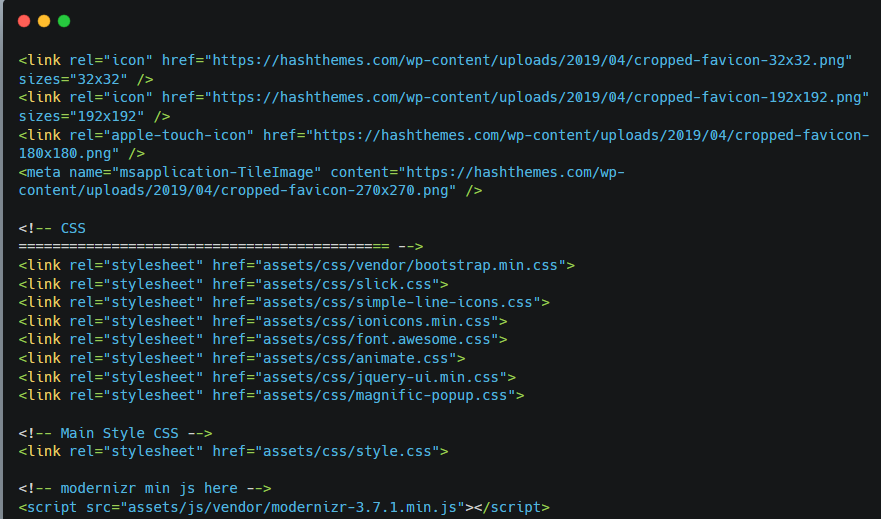 <link rel="icon" href="https://hashthemes.com/wp-content/uploads/2019/04/cropped-favicon-32x32.png"
sizes="32x32" />
<link rel="icon" href="https://hashthemes.com/wp-content/uploads/2019/04/cropped-favicon-192x192.png"
sizes="192x192" />
<link rel="apple-touch-icon" href="https://hashthemes.com/wp-content/uploads/2019/04/cropped-favicon-
180x180.png" />
<meta name="msapplication-TileImage" content="https://hashthemes.com/wp-
content/uploads/2019/04/cropped-favicon-270x270.png" />
<!-- CSS
============================================ -->
<link rel="stylesheet" href="assets/css/vendor/bootstrap.min.css">
<link rel="stylesheet" href="assets/css/slick.css">
<link rel="stylesheet" href="assets/css/simple-line-icons.css">
<link rel="stylesheet" href="assets/css/ionicons.min.css">
<link rel="stylesheet" href="assets/css/font.awesome.css">
<link rel="stylesheet" href="assets/css/animate.css">
<link rel="stylesheet" href="assets/css/jquery-ui.min.css">
<link rel="stylesheet" href="assets/css/magnific-popup.css">
<!-- Main Style CSS -->
<link rel="stylesheet" href="assets/css/style.css">
<!-- modernizr min js here -->
<script src="assets/js/vendor/modernizr-3.7.1.min.js"></script>